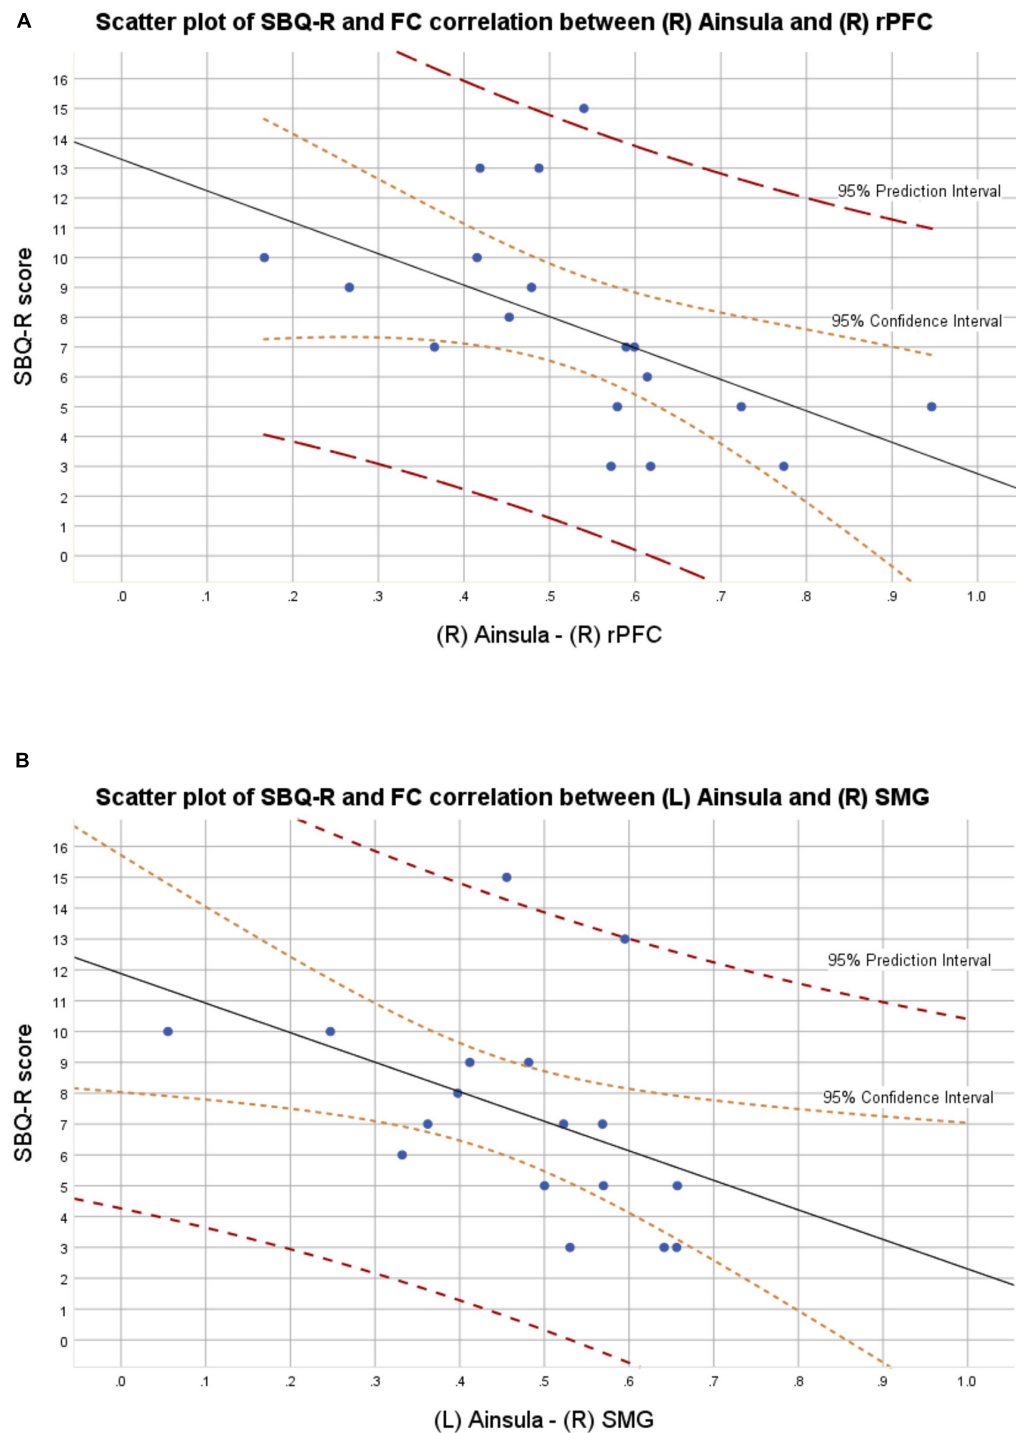 A
Scatter plot of SBQ-R and FC correlation between (R) Ainsula and (R) rPFC
16
15
14
13
12
11
10
9
8
7
6
5
4
3
2
1
0
SBQ-R score
95% Prediction Interval
95% Confidence Interval
.0 .1 .2 .3 .4 .5 .6 .7 .8 .9 1.0
(R) Ainsula - (R) rPFC
B
Scatter plot of SBQ-R and FC correlation between (L) Ainsula and (R) SMG
16
15
14
13
12
11
10
9
8
7
6
5
4
3
2
1
0
SBQ-R score
95% Prediction Interval
95% Confidence Interval
.0 .1 .2 .3 .4 .5 .6 .7 .8 .9 1.0
(L) Ainsula - (R) SMG